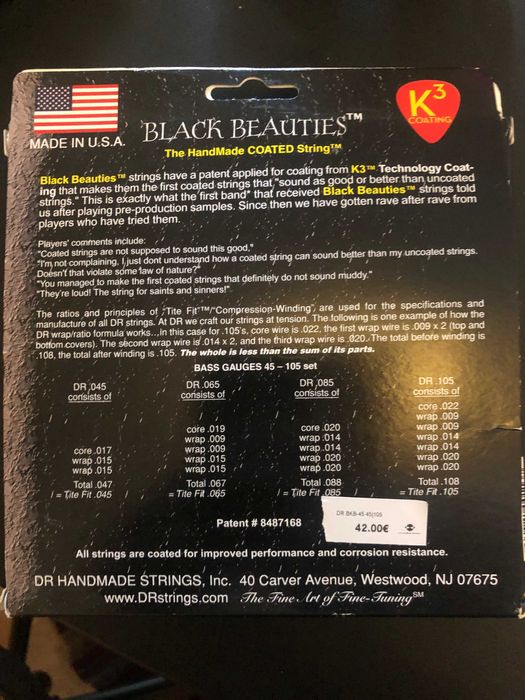 MADE IN U.S.A.
BLACK BEAUTIES™
K³
COATING
The HandMade COATED String™
Black Beauties™ strings have a patent applied for coating from K3™ Technology Coat-
ing that makes them the first coated strings that,"sound as good or better than uncoated
strings." This is exactly what the first band* that received Black Beauties™ strings told
us after playing pre-production samples. Since then we have gotten rave after rave from
players who have tried them.
Players' comments include:
"Coated strings are not supposed to sound this good,"
"I'm not complaining, I just dont understand how a coated string can sound better than my uncoated strings.
Doesn't that violate some law of nature?"
"You managed to make the first coated strings that definitely do not sound muddy."
"They're loud! The string for saints and sinners!"
The ratios and principles of "Tite Fit"™/"Compression-Winding", are used for the specifications and
manufacture of all DR strings. At DR we craft our strings at tension. The following is one example of how the
DR wrap/ratio formula works...in this case for .105's, core wire is .022, the first wrap wire is .009 x 2 (top and
bottom covers). The second wrap wire is .014 x 2, and the third wrap wire is .020. The total before winding is
.108, the total after winding is .105. The whole is less than the sum of its parts.
BASS GAUGES 45 – 105 set
DR .045
consists of
core .017
wrap .015
wrap .015
Total .047
/ = Tite Fit .045
DR .065
consists of
core .019
wrap .009
wrap .009
wrap .015
wrap .015
Total .067
= Tite Fit .065
DR .085
consists of
core .020
wrap .014
wrap .014
wrap .020
wrap .020
Total .088
/ = Tite Fit .085
DR .105
consists of
core .022
wrap .009
wrap .009
wrap .014
wrap .014
wrap .020
wrap .020
Total .108
= Tite Fit .105
DR BKB-45 45|105
42.00€
Patent # 8487168
All strings are coated for improved performance and corrosion resistance.
DR HANDMADE STRINGS, Inc. 40 Carver Avenue, Westwood, NJ 07675
www.DRstrings.com The Fine Art of Fine-Tuning℠